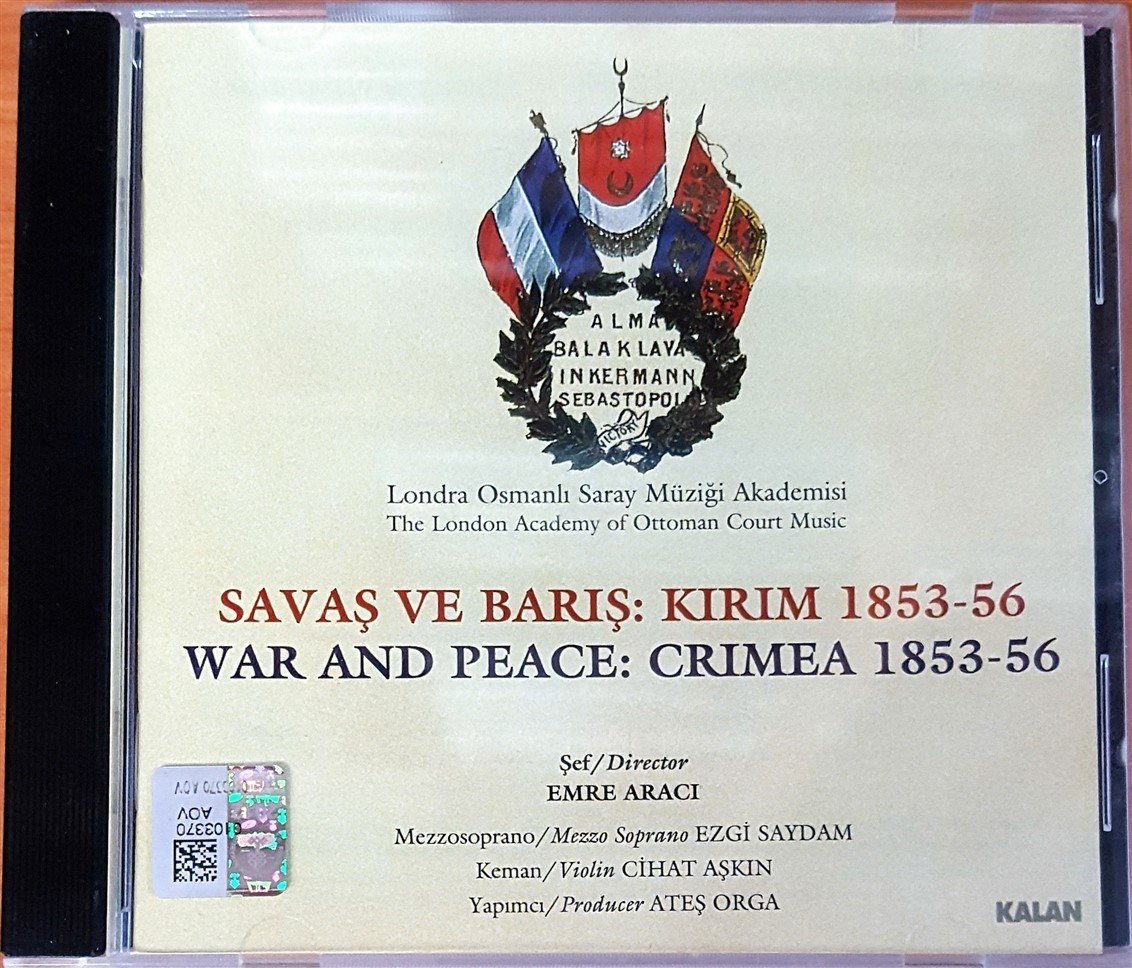 ALMA
BALAKLAVA
INKERMANN
SEBASTOPOL
VICTORY
Londra Osmanlı Saray Müziği Akademisi
The London Academy of Ottoman Court Music
SAVAŞ VE BARIŞ: KIRIM 1853-56
WAR AND PEACE: CRIMEA 1853-56
Şef/Director
EMRE ARACI
Mezzosoprano/Mezzo Soprano EZGİ SAYDAM
Keman/Violin CİHAT AŞKIN
Yapımcı/Producer ATEŞ ORGA
KALAN
103370
AOV